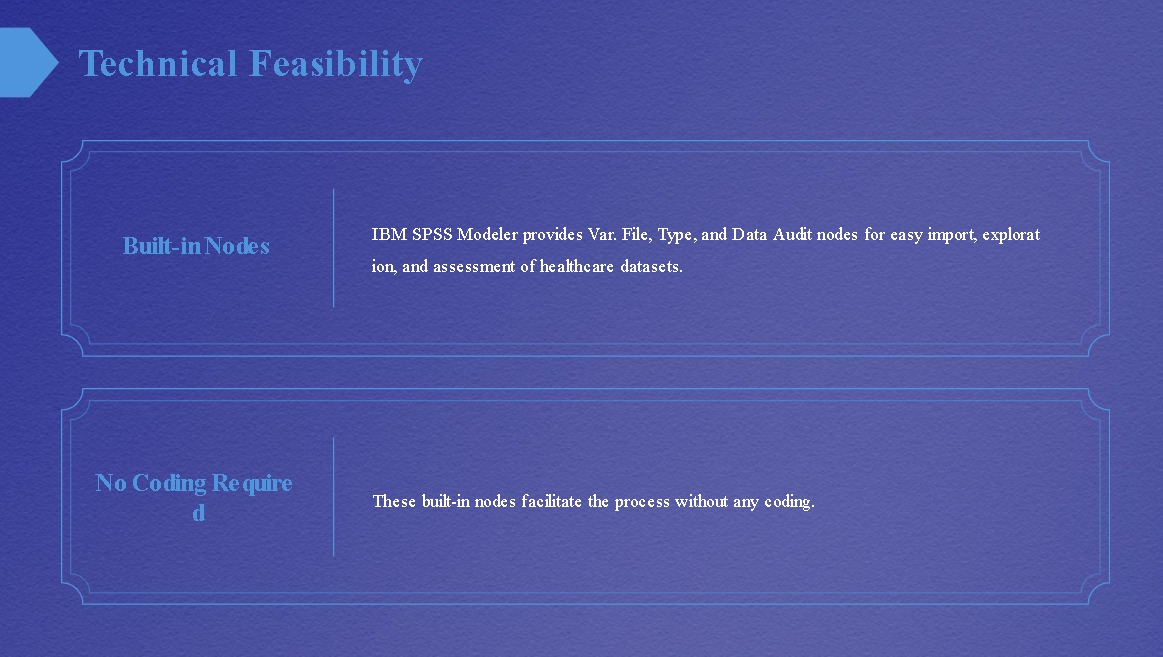 Technical Feasibility
Built-in Nodes
IBM SPSS Modeler provides Var. File, Type, and Data Audit nodes for easy import, explorat
ion, and assessment of healthcare datasets.
No Coding Require
d
These built-in nodes facilitate the process without any coding.